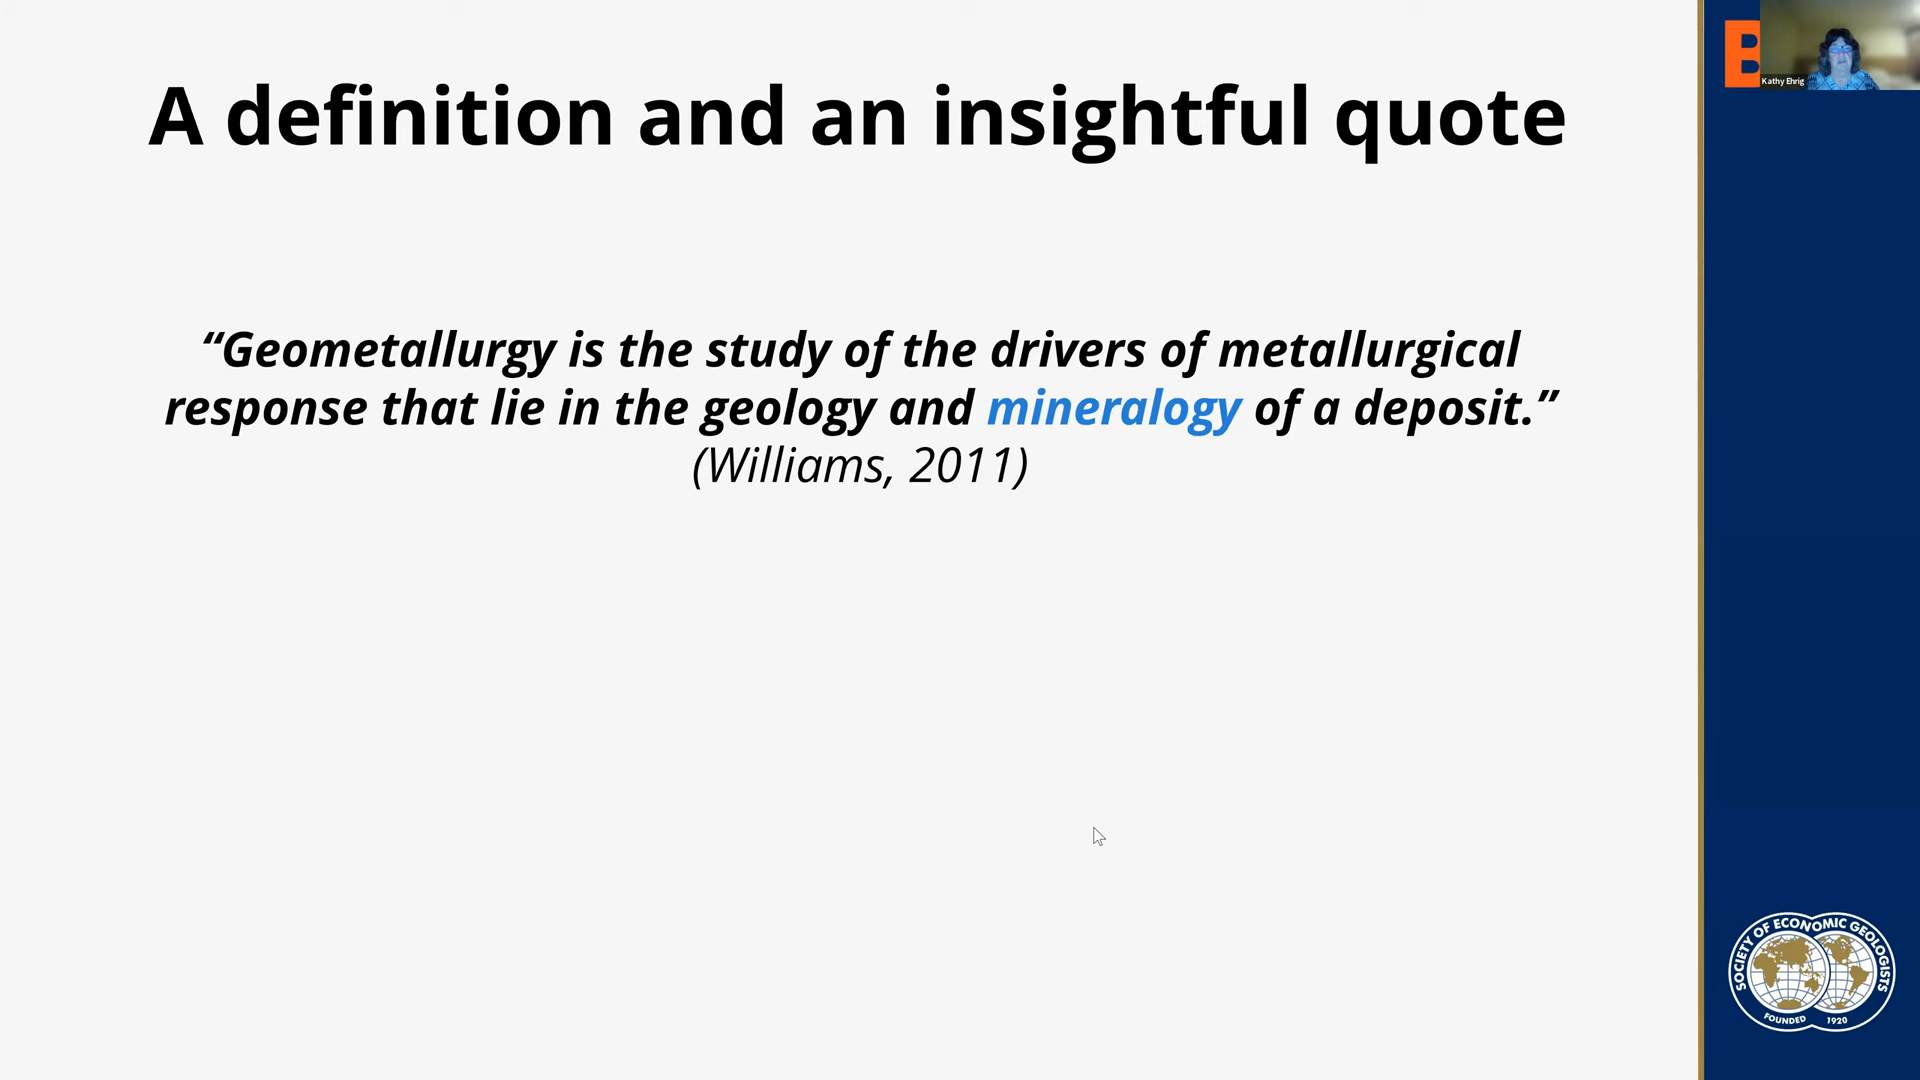 A definition and an insightful quote
“Geometallurgy is the study of the drivers of metallurgical
response that lie in the geology and mineralogy of a deposit.”
(Williams, 2011)
B
Kathy Ehrig
SOCIETY OF ECONOMIC GEOLOGISTS
FOUNDED 1920